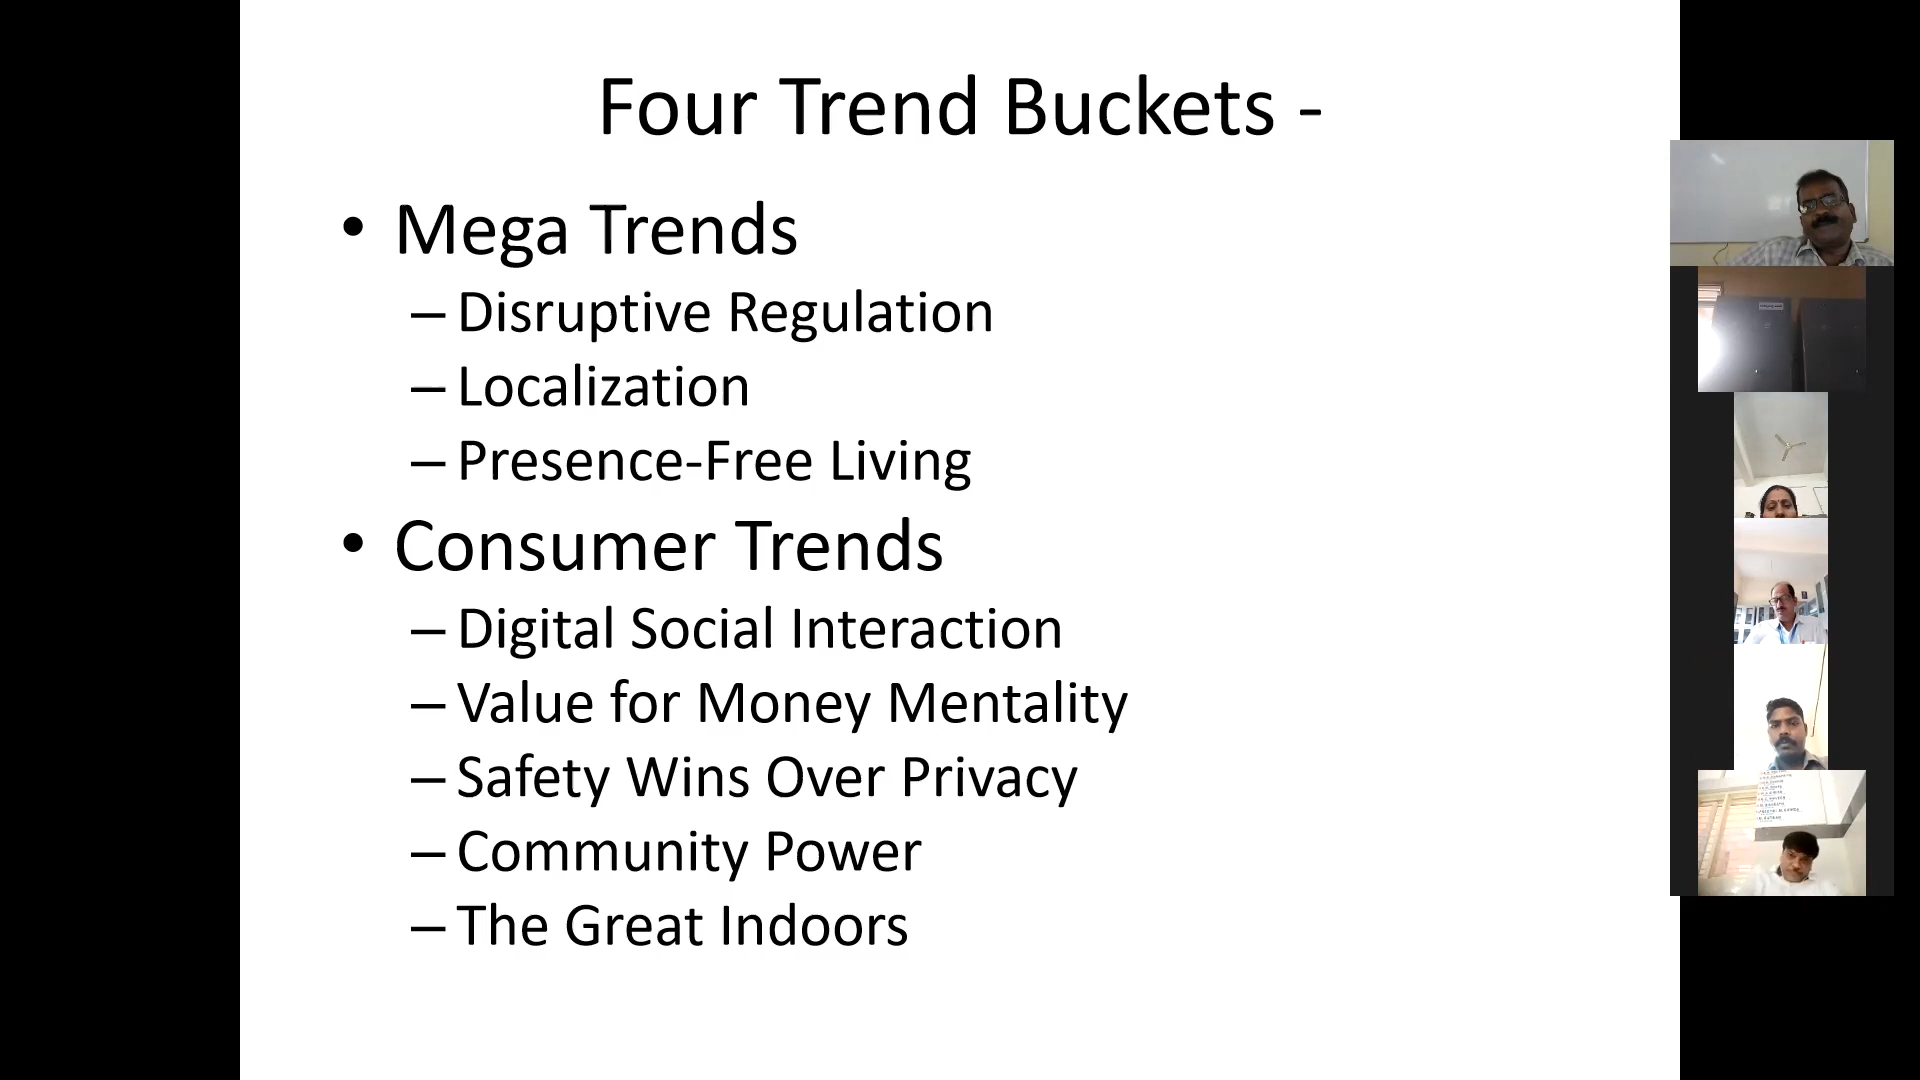 Four Trend Buckets -
• Mega Trends
– Disruptive Regulation
– Localization
– Presence-Free Living
• Consumer Trends
– Digital Social Interaction
– Value for Money Mentality
– Safety Wins Over Privacy
– Community Power
– The Great Indoors